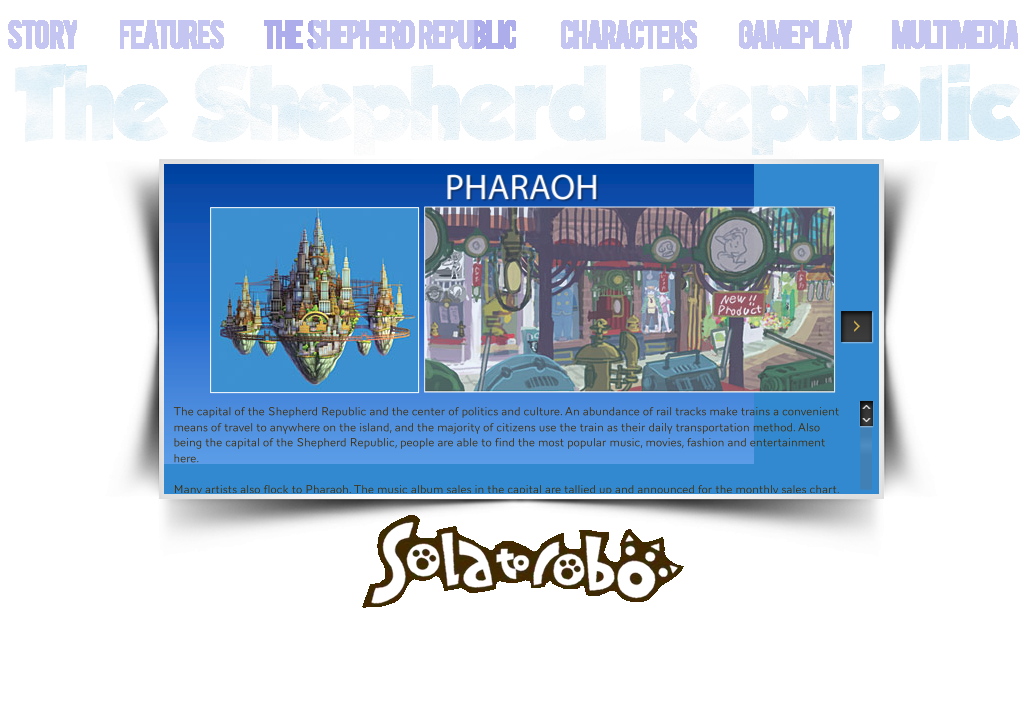 STORY FEATURES THE SHEPHERD REPUBLIC CHARACTERS GAMEPLAY MULTIMEDIA
The Shepherd Republic
PHARAOH
New!!
Product
The capital of the Shepherd Republic and the center of politics and culture. An abundance of rail tracks make trains a convenient
means of travel to anywhere on the island, and the majority of citizens use the train as their daily transportation method. Also
being the capital of the Shepherd Republic, people are able to find the most popular music, movies, fashion and entertainment
here.
Many artists also flock to Pharaoh. The music album sales in the capital are tallied up and announced for the monthly sales chart.
Solatorobo